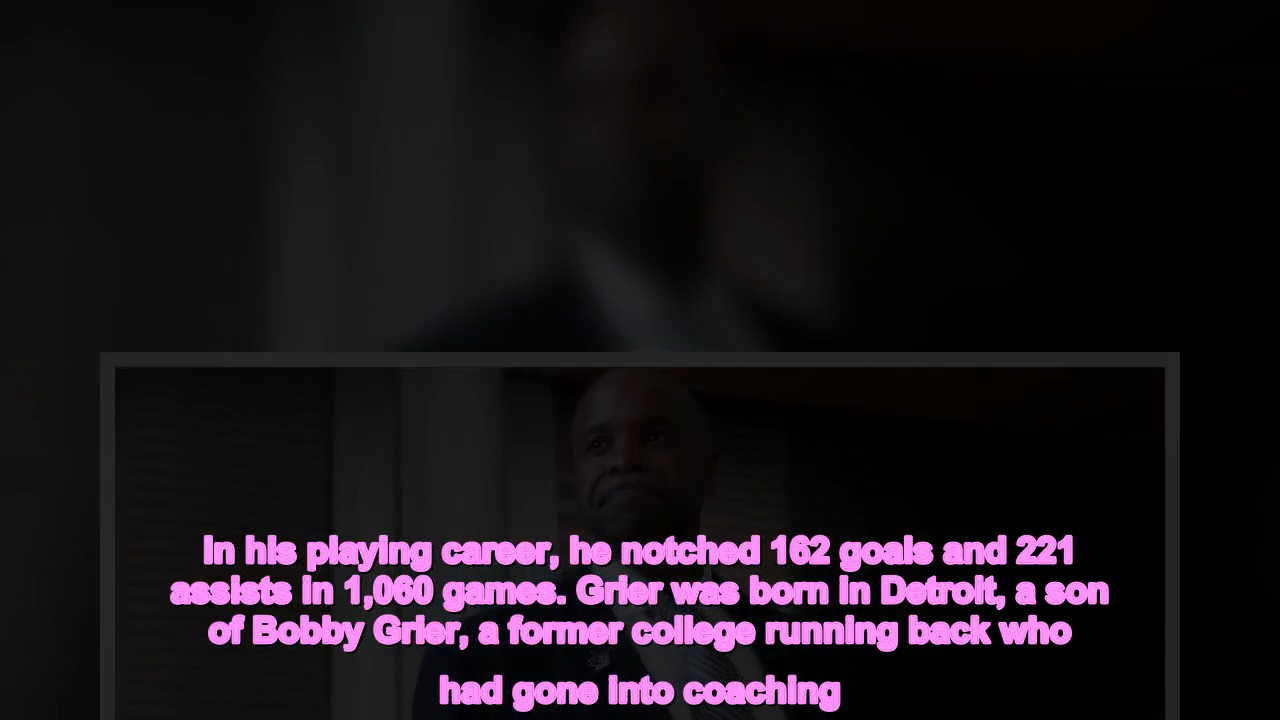 In his playing career, he notched 162 goals and 221
assists in 1,060 games. Grier was born in Detroit, a son
of Bobby Grier, a former college running back who
had gone into coaching